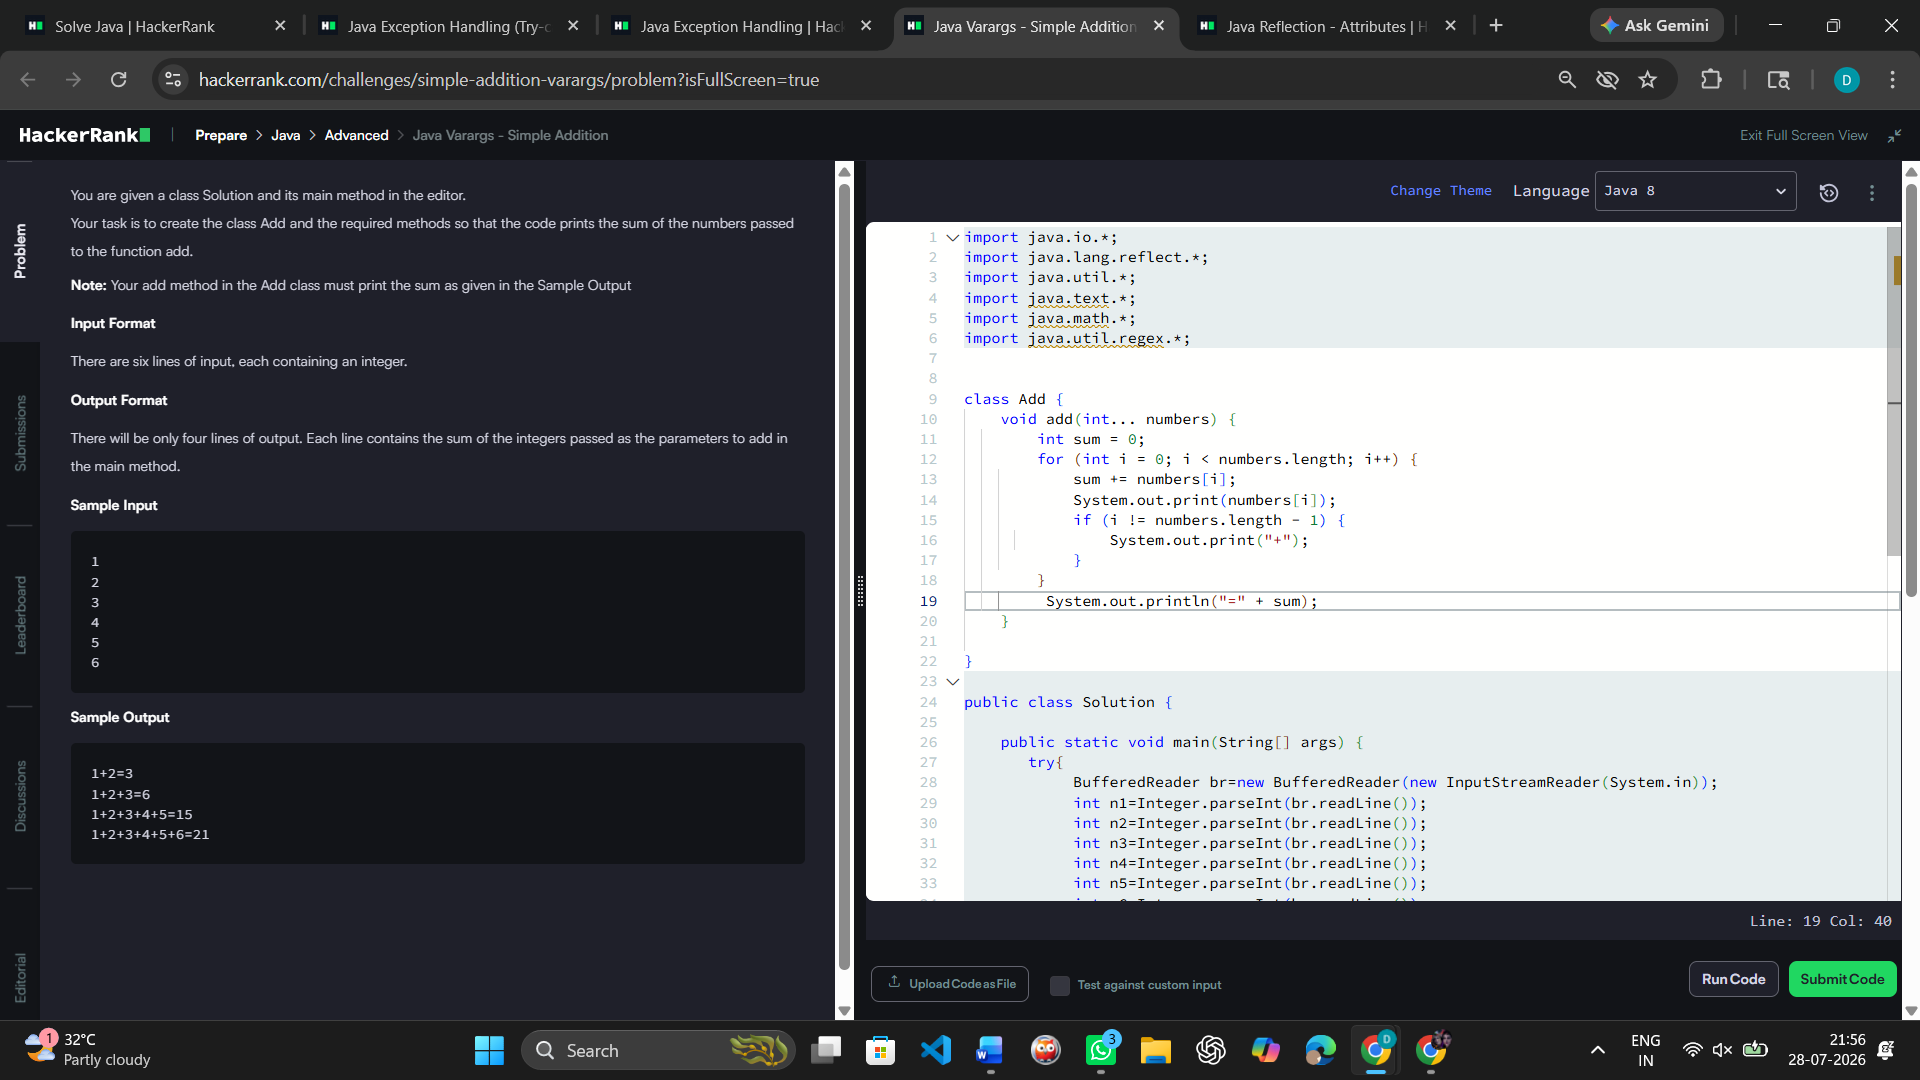 Solve Java | HackerRank
Java Exception Handling (Try-c
Java Exception Handling | Hac
Java Varargs - Simple Addition
Java Reflection - Attributes | H
Ask Gemini
hackerrank.com/challenges/simple-addition-varargs/problem?isFullScreen=true
D
HackerRank
Prepare > Java > Advanced > Java Varargs - Simple Addition
Exit Full Screen View
Problem
Submissions
Leaderboard
Discussions
Editorial
You are given a class Solution and its main method in the editor.
Your task is to create the class Add and the required methods so that the code prints the sum of the numbers passed
to the function add.
Note: Your add method in the Add class must print the sum as given in the Sample Output
Input Format
There are six lines of input, each containing an integer.
Output Format
There will be only four lines of output. Each line contains the sum of the integers passed as the parameters to add in
the main method.
Sample Input
1
2
3
4
5
6
Sample Output
1+2=3
1+2+3=6
1+2+3+4+5=15
1+2+3+4+5+6=21
Change Theme Language Java 8
1 import java.io.*;
2 import java.lang.reflect.*;
3 import java.util.*;
4 import java.text.*;
5 import java.math.*;
6 import java.util.regex.*;
7
8
9 class Add {
10 void add(int... numbers) {
11 int sum = 0;
12 for (int i = 0; i < numbers.length; i++) {
13 sum += numbers[i];
14 System.out.print(numbers[i]);
15 if (i != numbers.length - 1) {
16 System.out.print("+");
17 }
18 }
19 System.out.println("=" + sum);
20 }
21
22 }
23
24 public class Solution {
25
26 public static void main(String[] args) {
27 try{
28 BufferedReader br=new BufferedReader(new InputStreamReader(System.in));
29 int n1=Integer.parseInt(br.readLine());
30 int n2=Integer.parseInt(br.readLine());
31 int n3=Integer.parseInt(br.readLine());
32 int n4=Integer.parseInt(br.readLine());
33 int n5=Integer.parseInt(br.readLine());
Line: 19 Col: 40
Upload Code as File
Test against custom input
Run Code
Submit Code
1
32°C
Partly cloudy
Search
3
D
ENG
IN
21:56
28-07-2026